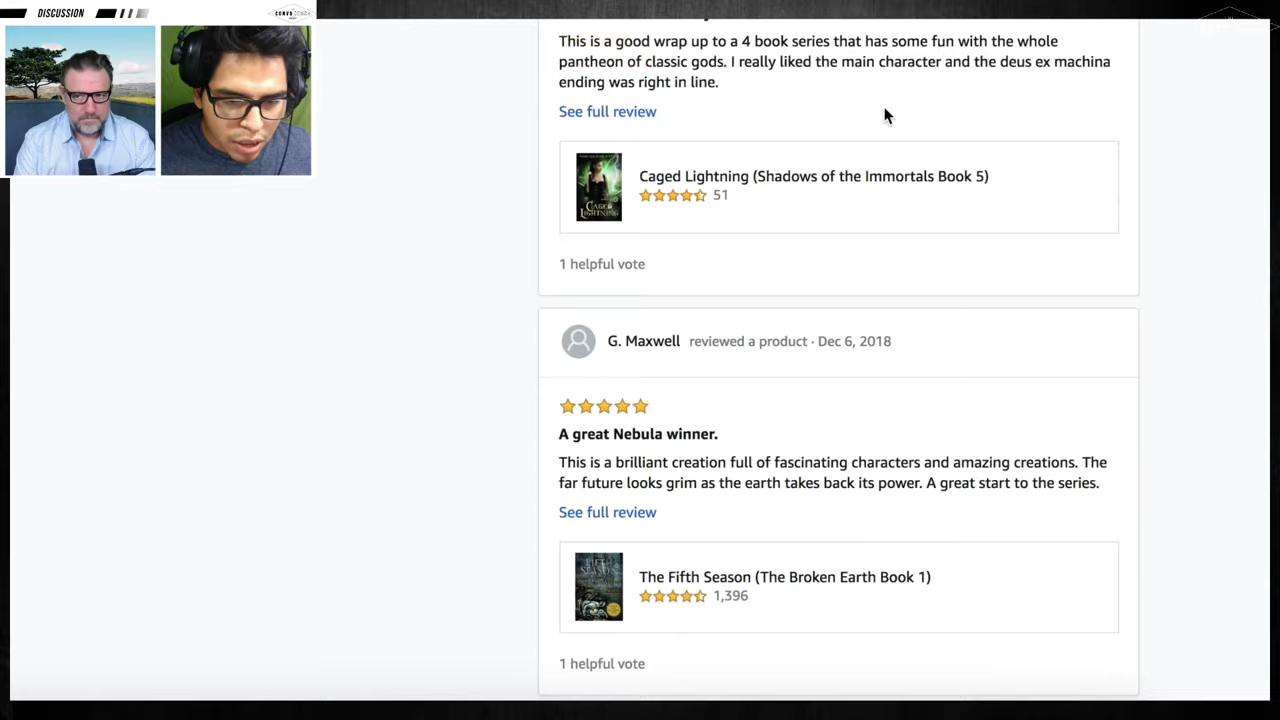 DISCUSSION
This is a good wrap up to a 4 book series that has some fun with the whole
pantheon of classic gods. I really liked the main character and the deus ex machina
ending was right in line.
See full review
CAGED
LIGHTNING
Caged Lightning (Shadows of the Immortals Book 5)
51
1 helpful vote
G. Maxwell reviewed a product · Dec 6, 2018
A great Nebula winner.
This is a brilliant creation full of fascinating characters and amazing creations. The
far future looks grim as the earth takes back its power. A great start to the series.
See full review
The Fifth Season (The Broken Earth Book 1)
1,396
1 helpful vote